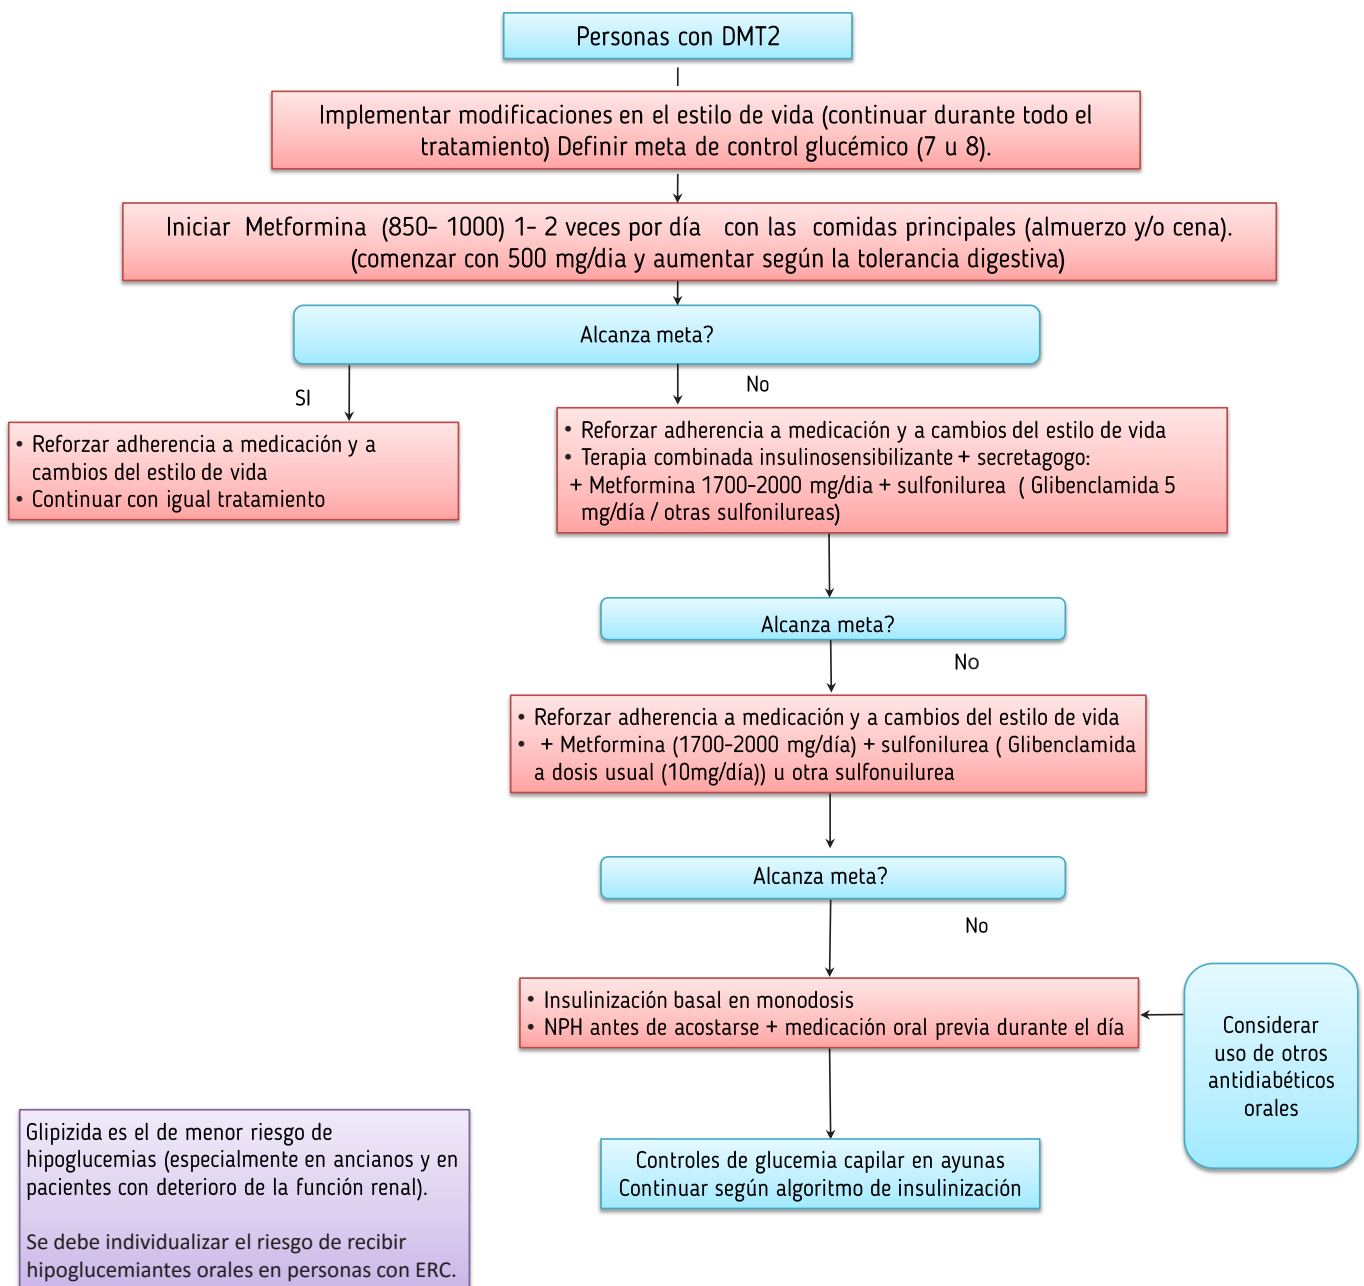 Personas con DMT2
Implementar modificaciones en el estilo de vida (continuar durante todo el
tratamiento) Definir meta de control glucémico (7 u 8).
Iniciar Metformina (850- 1000) 1- 2 veces por día con las comidas principales (almuerzo y/o cena).
(comenzar con 500 mg/dia y aumentar según la tolerancia digestiva)
Alcanza meta?
SI
No
• Reforzar adherencia a medicación y a
cambios del estilo de vida
• Continuar con igual tratamiento
• Reforzar adherencia a medicación y a cambios del estilo de vida
• Terapia combinada insulinosensibilizante + secretagogo:
+ Metformina 1700-2000 mg/dia + sulfonilurea ( Glibenclamida 5
mg/día / otras sulfonilureas)
Alcanza meta?
No
• Reforzar adherencia a medicación y a cambios del estilo de vida
• + Metformina (1700-2000 mg/día) + sulfonilurea ( Glibenclamida
a dosis usual (10mg/día)) u otra sulfonuilurea
Alcanza meta?
No
• Insulinización basal en monodosis
• NPH antes de acostarse + medicación oral previa durante el día
Considerar
uso de otros
antidiabéticos
orales
Controles de glucemia capilar en ayunas
Continuar según algoritmo de insulinización
Glipizida es el de menor riesgo de
hipoglucemias (especialmente en ancianos y en
pacientes con deterioro de la función renal).
Se debe individualizar el riesgo de recibir
hipoglucemiantes orales en personas con ERC.